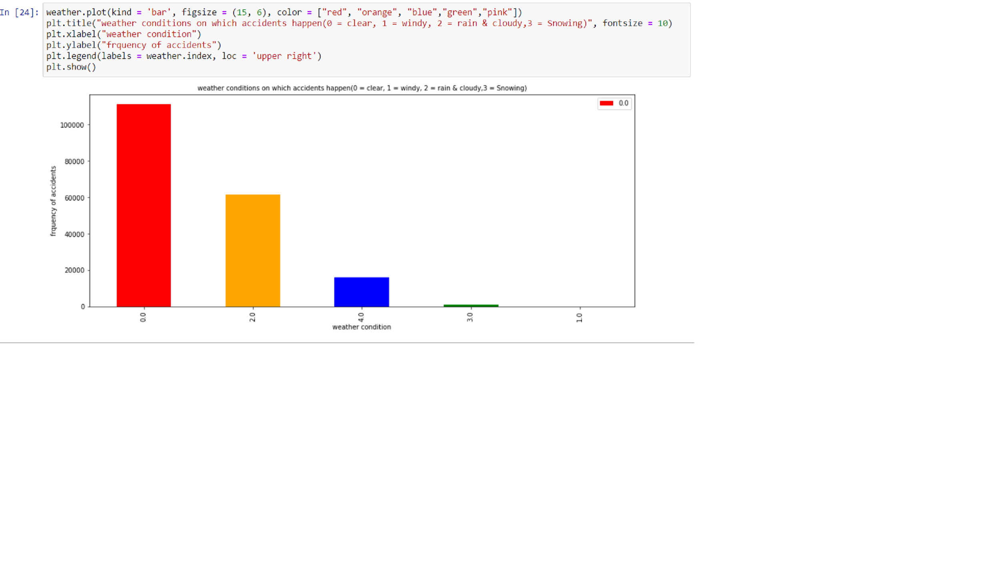 In [24]:
weather.plot(kind = 'bar', figsize = (15, 6), color = ["red", "orange", "blue","green","pink"])
plt.title("weather conditions on which accidents happen(0 = clear, 1 = windy, 2 = rain & cloudy,3 = Snowing)", fontsize = 10)
plt.xlabel("weather condition")
plt.ylabel("frquency of accidents")
plt.legend(labels = weather.index, loc = 'upper right')
plt.show()
weather conditions on which accidents happen(0 = clear, 1 = windy, 2 = rain & cloudy,3 = Snowing)
0.0
100000
80000
60000
40000
20000
0
frquency of accidents
0.0
2.0
4.0
3.0
1.0
weather condition